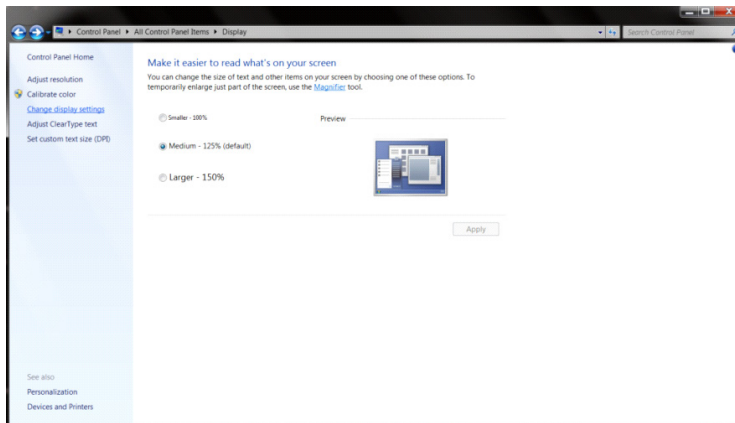 Control Panel ▸ All Control Panel Items ▸ Display
Search Control Panel
Control Panel Home
Adjust resolution
Calibrate color
Change display settings
Adjust ClearType text
Set custom text size (DPI)
Make it easier to read what's on your screen
You can change the size of text and other items on your screen by choosing one of these options. To
temporarily enlarge just part of the screen, use the Magnifier tool.
Smaller - 100%
Preview
Medium - 125% (default)
Larger - 150%
Apply
See also
Personalization
Devices and Printers